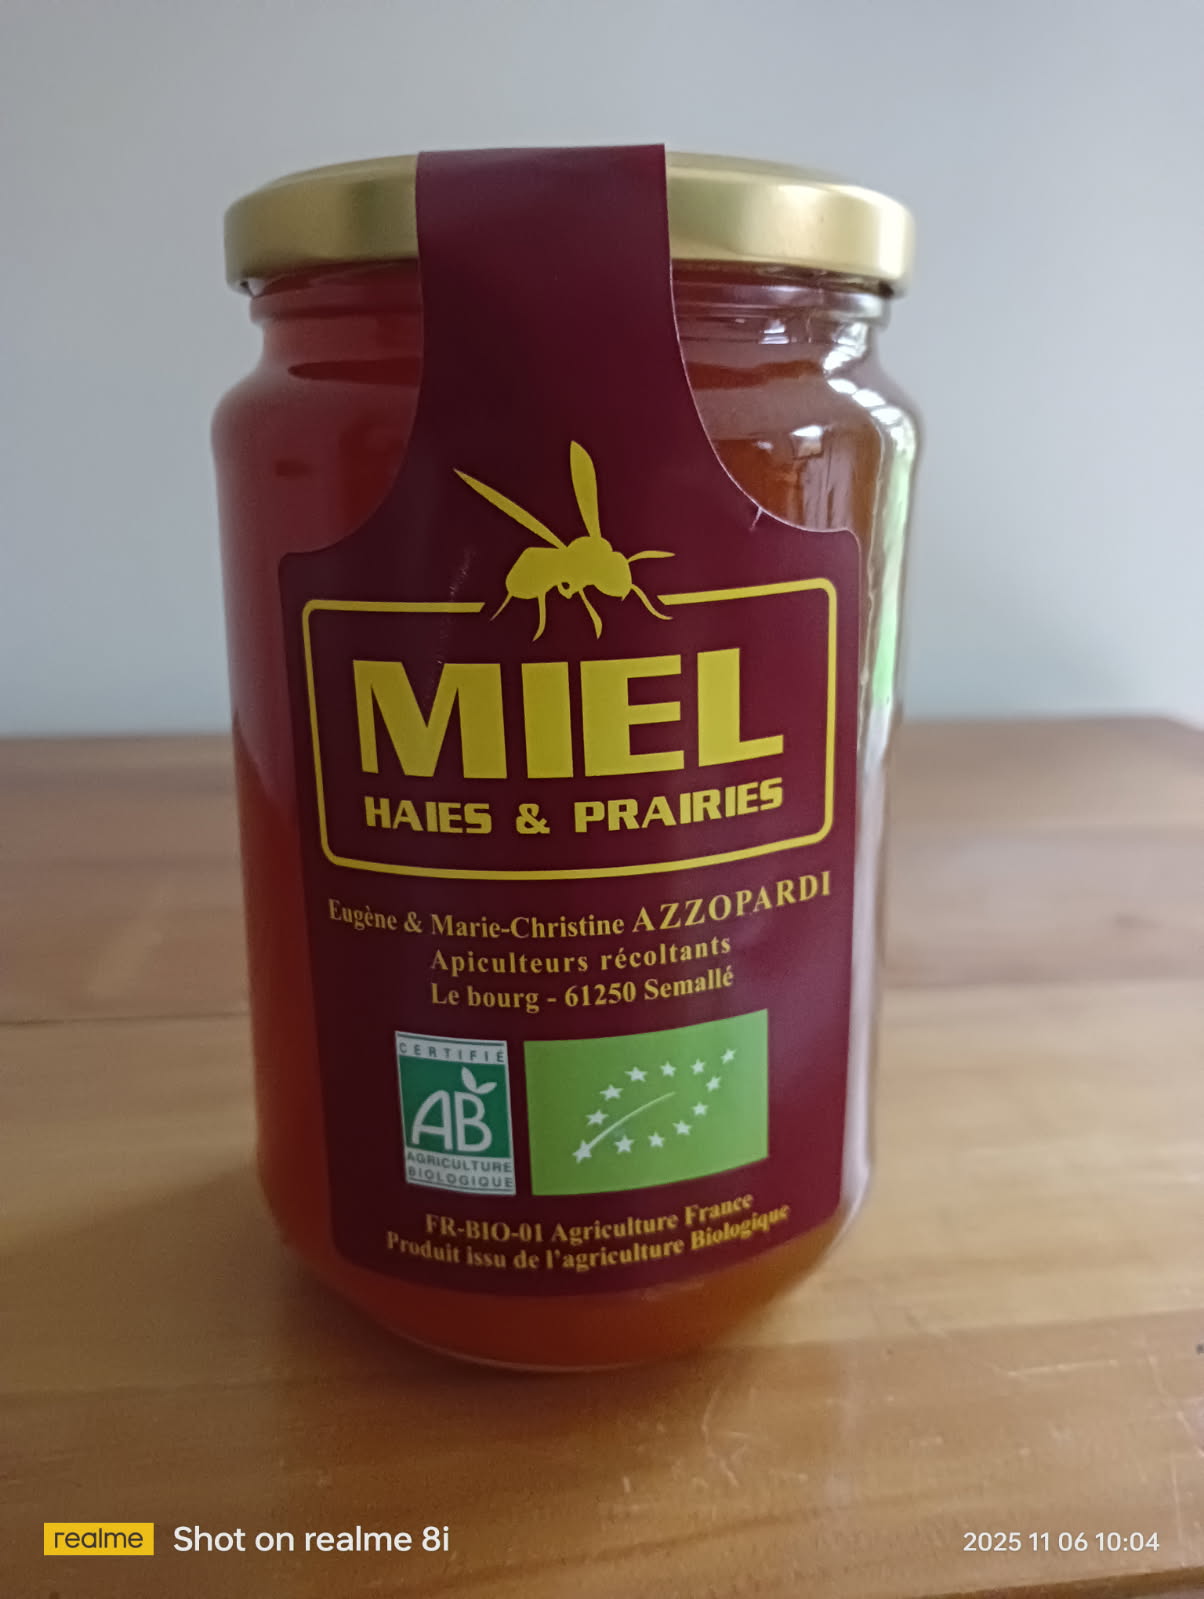 MIEL
HAIES & PRAIRIES
Eugène & Marie-Christine AZZOPARDI
Apiculteurs récoltants
Le bourg - 61250 Semallé
CERTIFIÉ
AB
AGRICULTURE
BIOLOGIQUE
FR-BIO-01 Agriculture France
Produit issu de l'agriculture Biologique
realme Shot on realme 8i
2025 11 06 10:04